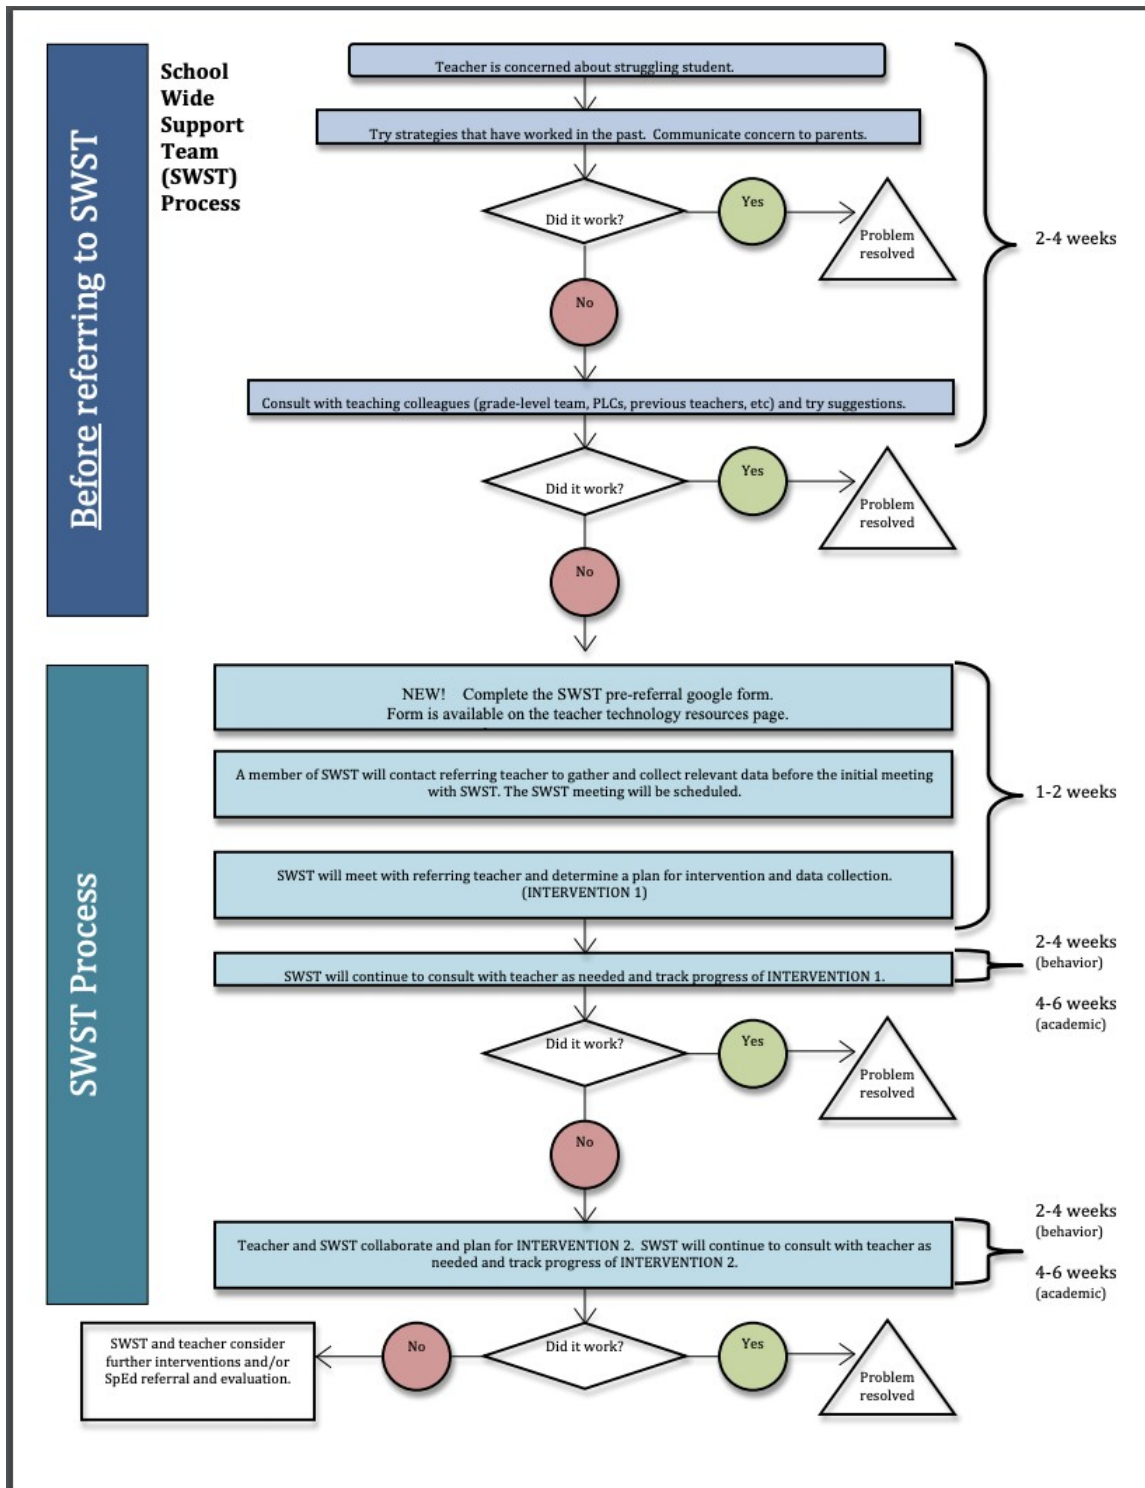 Before referring to SWST
School
Wide
Support
Team
(SWST)
Process
Teacher is concerned about struggling student.
Try strategies that have worked in the past.  Communicate concern to parents.
Did it work?
Yes
Problem
resolved
2-4 weeks
No
Consult with teaching colleagues (grade-level team, PLCs, previous teachers, etc) and try suggestions.
Did it work?
Yes
Problem
resolved
No
SWST Process
NEW!    Complete the SWST pre-referral google form.
Form is available on the teacher technology resources page.
A member of SWST will contact referring teacher to gather and collect relevant data before the initial meeting
with SWST. The SWST meeting will be scheduled.
1-2 weeks
SWST will meet with referring teacher and determine a plan for intervention and data collection.
(INTERVENTION 1)
SWST will continue to consult with teacher as needed and track progress of INTERVENTION 1.
2-4 weeks
(behavior)
4-6 weeks
(academic)
Did it work?
Yes
Problem
resolved
No
Teacher and SWST collaborate and plan for INTERVENTION 2.  SWST will continue to consult with teacher as
needed and track progress of INTERVENTION 2.
2-4 weeks
(behavior)
4-6 weeks
(academic)
Did it work?
Yes
Problem
resolved
No
SWST and teacher consider
further interventions and/or
SpEd referral and evaluation.